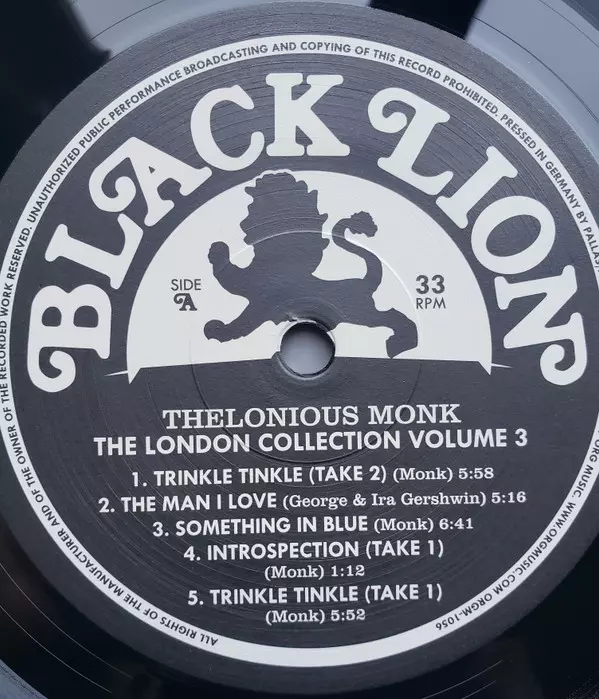 ALL RIGHTS OF THE MANUFACTURER AND OF THE OWNER OF THE RECORDED WORK RESERVED. UNAUTHORIZED PUBLIC PERFORMANCE BROADCASTING AND COPYING OF THIS RECORD PROHIBITED. PRESSED IN GERMANY BY PALLAS
ORG MUSIC. WWW.ORGMUSIC.COM ORGM-1056
BLACK LION
SIDE
A
33
RPM
THELONIOUS MONK
THE LONDON COLLECTION VOLUME 3
1. TRINKLE TINKLE (TAKE 2) (Monk) 5:58
2. THE MAN I LOVE (George & Ira Gershwin) 5:16
3. SOMETHING IN BLUE (Monk) 6:41
4. INTROSPECTION (TAKE 1)
(Monk) 1:12
5. TRINKLE TINKLE (TAKE 1)
(Monk) 5:52